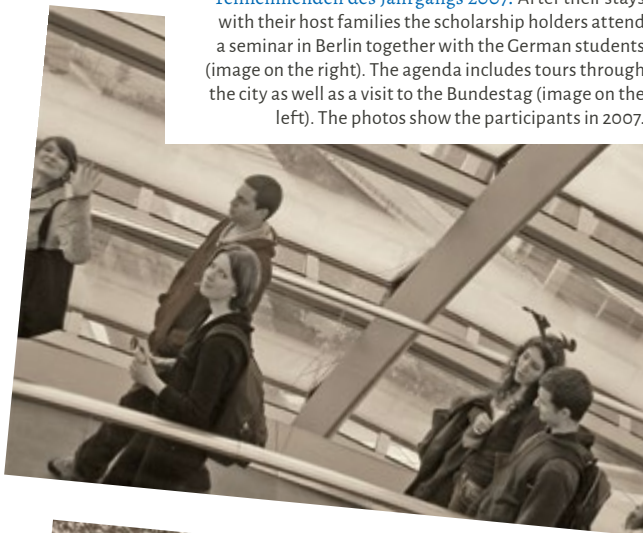 Teilnehmenden des Jahrgangs 2007. After their stays
with their host families the scholarship holders attend
a seminar in Berlin together with the German students
(image on the right). The agenda includes tours through
the city as well as a visit to the Bundestag (image on the
left). The photos show the participants in 2007.